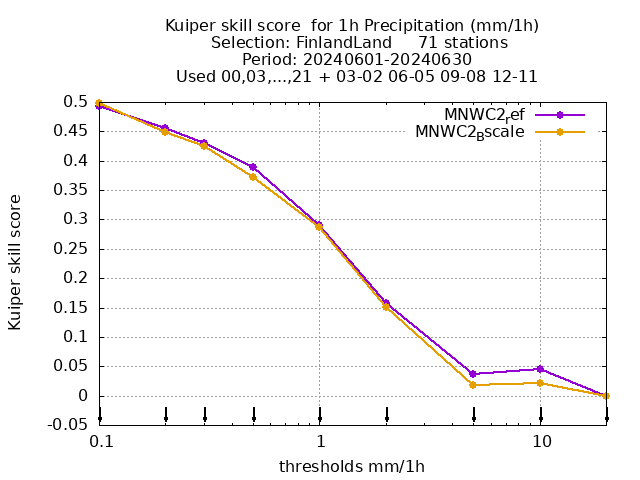 Kuiper skill score  for 1h Precipitation (mm/1h)
Selection: FinlandLand     71 stations
Period: 20240601-20240630
Used 00,03,...,21 + 03-02 06-05 09-08 12-11
MNWC2_ref
MNWC2_Bscale
0.5
0.45
0.4
0.35
0.3
0.25
0.2
0.15
0.1
0.05
0
-0.05
Kuiper skill score
0.1 1 10
thresholds mm/1h